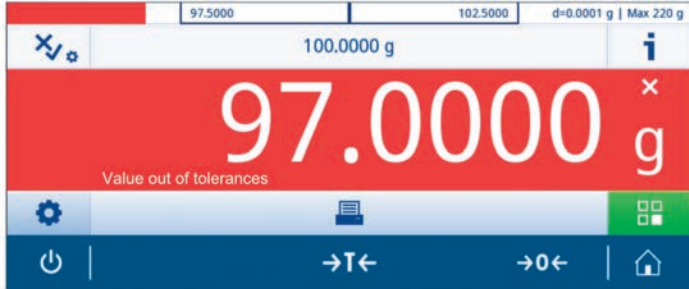 97.5000 102.5000 d=0.0001 g | Max 220 g
100.0000 g i
97.0000 g
Value out of tolerances
→T← →0←